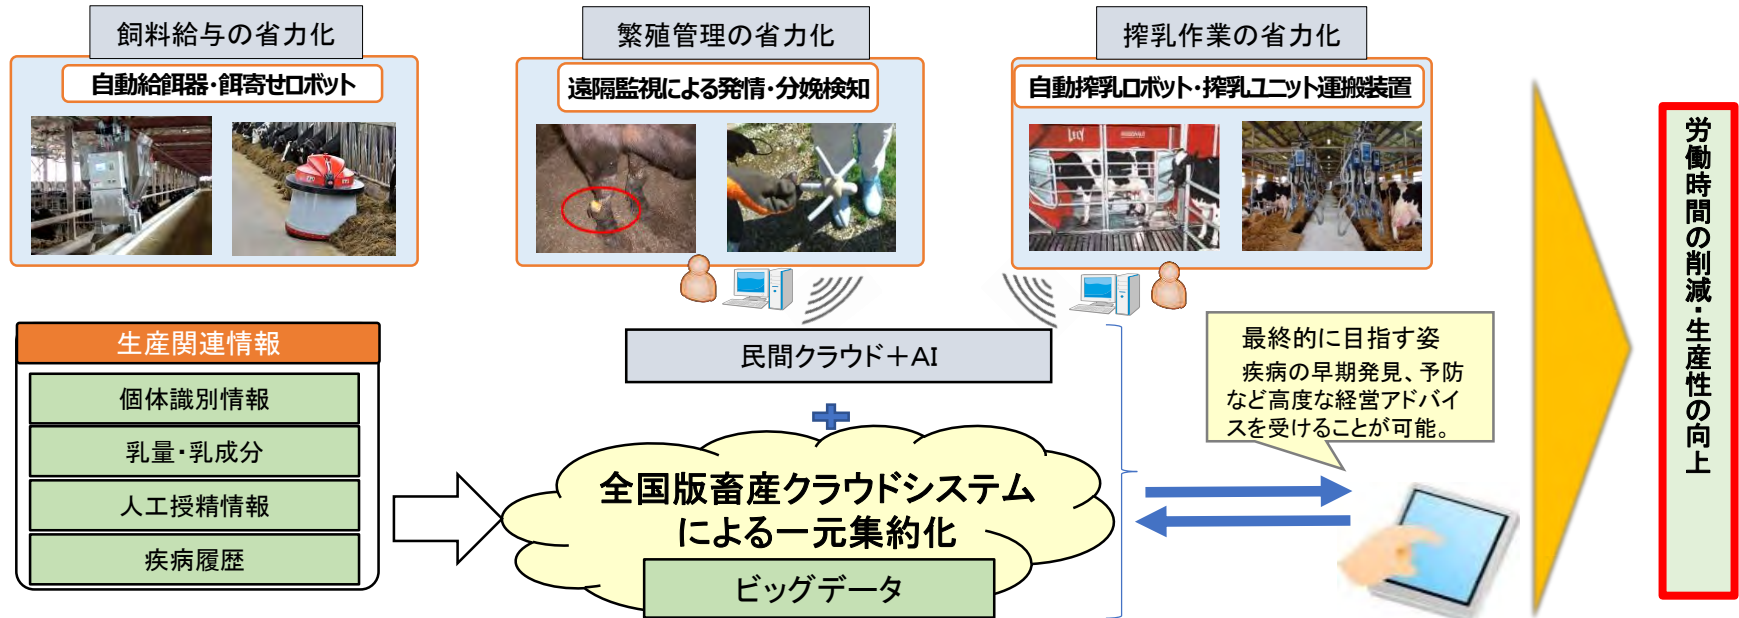 飼料給与の省力化
自動給餌器・餌寄せロボット
繁殖管理の省力化
遠隔監視による発情・分娩検知
搾乳作業の省力化
自動搾乳ロボット・搾乳ユニット運搬装置
LELY
生産関連情報
個体識別情報
乳量・乳成分
人工授精情報
疾病履歴
民間クラウド＋AI
全国版畜産クラウドシステム
による一元集約化
ビッグデータ
最終的に目指す姿
疾病の早期発見、予防
など高度な経営アドバイ
スを受けることが可能。
労働時間の削減・生産性の向上